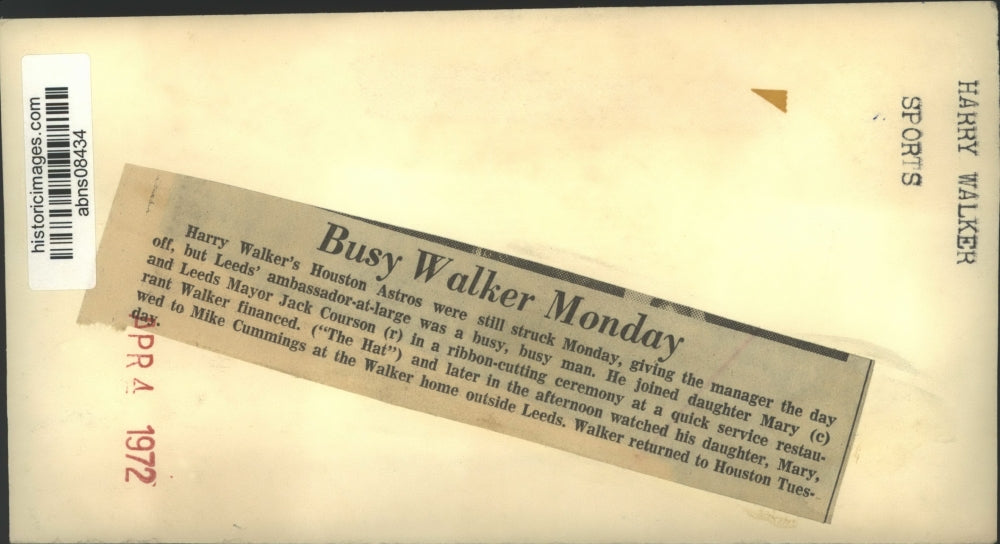 historicimages.com
abns08434
HARRY WALKER
SPORTS
Busy Walker Monday
Harry Walker's Houston Astros were still struck Monday, giving the manager the day
off, but Leeds' ambassador-at-large was a busy, busy man. He joined daughter Mary (c)
and Leeds Mayor Jack Courson (r) in a ribbon-cutting ceremony at a quick service restau-
rant Walker financed. ("The Hat") and later in the afternoon watched his daughter, Mary,
wed to Mike Cummings at the Walker home outside Leeds. Walker returned to Houston Tues-
day.
APR 4 1972